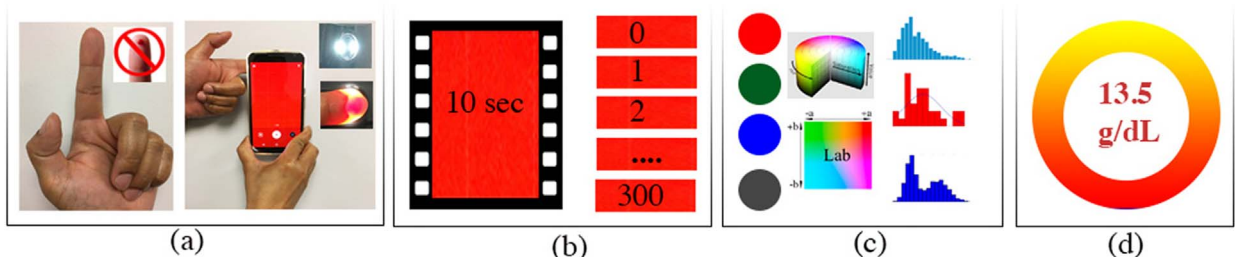 10 sec
0
1
2
....
300
-a
+a
+b
-b
Lab
13.5
g/dL
(a)
(b)
(c)
(d)